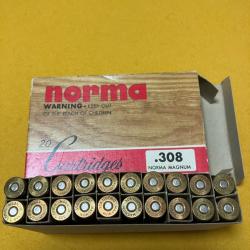 norma
WARNING - KEEP OUT
OF THE REACH OF CHILDREN
20
Cartridges
.308
NORMA MAGNUM